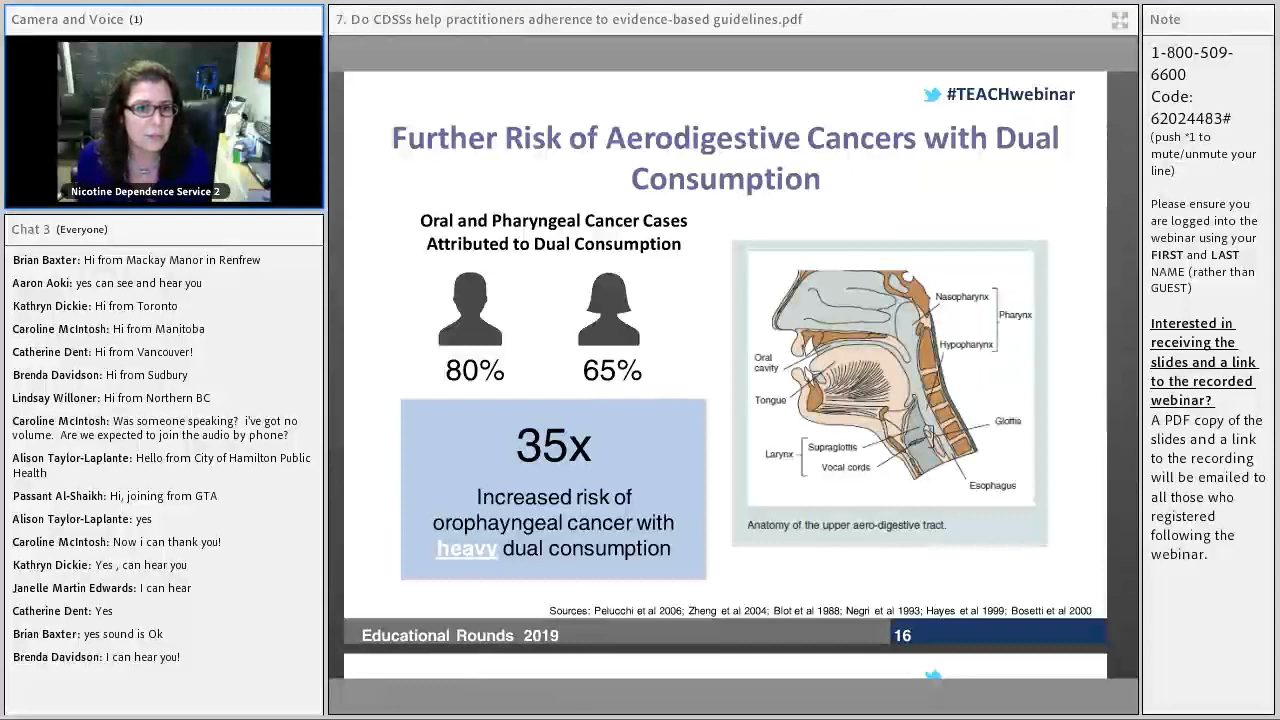 Camera and Voice (1)
Nicotine Dependence Service 2
Chat 3 (Everyone)
Brian Baxter: Hi from Mackay Manor in Renfrew
Aaron Aoki: yes can see and hear you
Kathryn Dickie: Hi from Toronto
Caroline McIntosh: Hi from Manitoba
Catherine Dent: Hi from Vancouver!
Brenda Davidson: Hi from Sudbury
Lindsay Willoner: Hi from Northern BC
Caroline McIntosh: Was someone speaking? i've got no
volume. Are we expected to join the audio by phone?
Alison Taylor-Laplante: Hello from City of Hamilton Public
Health
Passant Al-Shaikh: Hi, joining from GTA
Alison Taylor-Laplante: yes
Caroline McIntosh: Now i can thank you!
Kathryn Dickie: Yes , can hear you
Janelle Martin Edwards: I can hear
Catherine Dent: Yes
Brian Baxter: yes sound is Ok
Brenda Davidson: I can hear you!
7. Do CDSSs help practitioners adherence to evidence-based guidelines.pdf
#TEACHwebinar
Further Risk of Aerodigestive Cancers with Dual
Consumption
Oral and Pharyngeal Cancer Cases
Attributed to Dual Consumption
80%
65%
35x
Increased risk of
orophayngeal cancer with
heavy dual consumption
Nasopharynx
Pharynx
Hypopharynx
Oral
cavity
Tongue
Glottis
Larynx
Supraglottis
Vocal cords
Esophagus
Anatomy of the upper aero-digestive tract.
Sources: Pelucchi et al 2006; Zheng et al 2004; Blot et al 1988; Negri et al 1993; Hayes et al 1999; Bosetti et al 2000
Educational Rounds 2019
16
Note
1-800-509-
6600
Code:
62024483#
(push *1 to
mute/unmute your
line)
Please ensure you
are logged into the
webinar using your
FIRST and LAST
NAME (rather than
GUEST)
Interested in
receiving the
slides and a link
to the recorded
webinar?
A PDF copy of the
slides and a link
to the recording
will be emailed to
all those who
registered
following the
webinar.